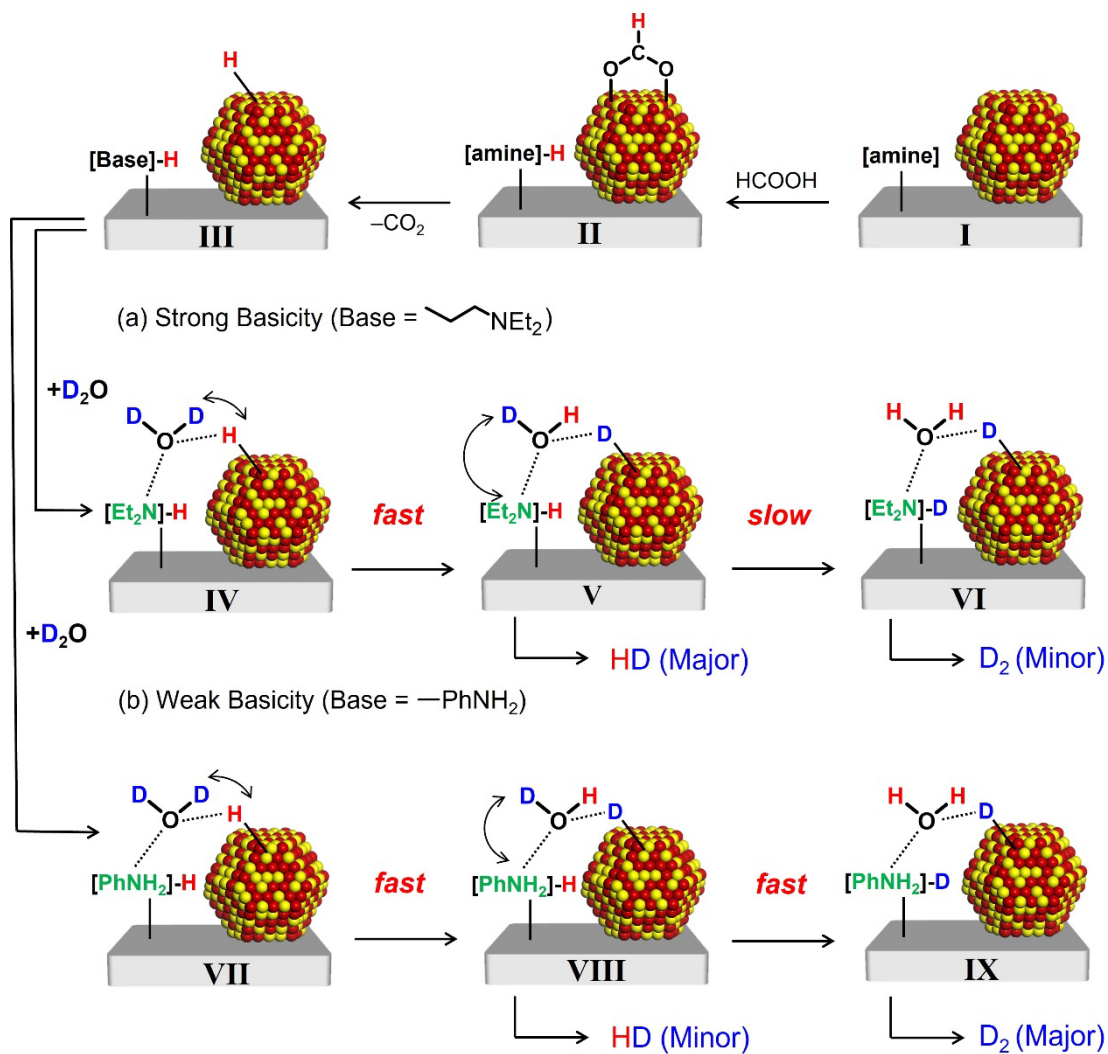 H
H
C
O O
[Base]-H
[amine]-H
[amine]
HCOOH
–CO2
III
II
I
(a) Strong Basicity (Base = NEt2)
+D2O
D D
O
H
[Et2N]-H
IV
fast
D H
O
D
[Et2N]-H
V
slow
H H
O
D
[Et2N]-D
VI
HD (Major)
D2 (Minor)
+D2O
(b) Weak Basicity (Base = —PhNH2)
D D
O
H
[PhNH2]-H
VII
fast
D H
O
D
[PhNH2]-H
VIII
fast
H H
O
D
[PhNH2]-D
IX
HD (Minor)
D2 (Major)